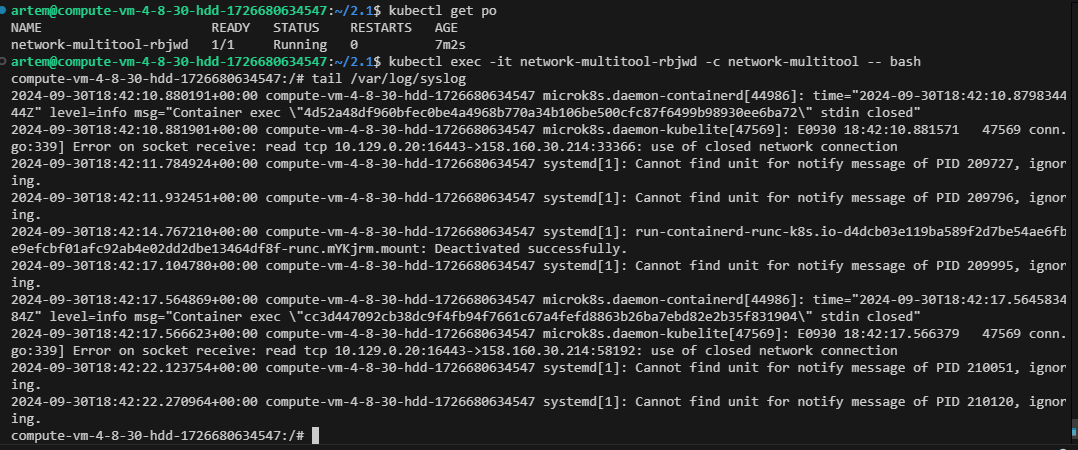 artem@compute-vm-4-8-30-hdd-1726680634547:~/2.1$ kubectl get po
NAME                      READY   STATUS    RESTARTS   AGE
network-multitool-rbjwd   1/1     Running   0          7m2s
artem@compute-vm-4-8-30-hdd-1726680634547:~/2.1$ kubectl exec -it network-multitool-rbjwd -c network-multitool -- bash
compute-vm-4-8-30-hdd-1726680634547:/# tail /var/log/syslog
2024-09-30T18:42:10.880191+00:00 compute-vm-4-8-30-hdd-1726680634547 microk8s.daemon-containerd[44986]: time="2024-09-30T18:42:10.8798344
44Z" level=info msg="Container exec \"4d52a48df960bfec0be4a4968b770a34b106be500cfc87f6499b98930ee6ba72\" stdin closed"
2024-09-30T18:42:10.881901+00:00 compute-vm-4-8-30-hdd-1726680634547 microk8s.daemon-kubelite[47569]: E0930 18:42:10.881571   47569 conn.
go:339] Error on socket receive: read tcp 10.129.0.20:16443->158.160.30.214:33366: use of closed network connection
2024-09-30T18:42:11.784924+00:00 compute-vm-4-8-30-hdd-1726680634547 systemd[1]: Cannot find unit for notify message of PID 209727, ignor
ing.
2024-09-30T18:42:11.932451+00:00 compute-vm-4-8-30-hdd-1726680634547 systemd[1]: Cannot find unit for notify message of PID 209796, ignor
ing.
2024-09-30T18:42:14.767210+00:00 compute-vm-4-8-30-hdd-1726680634547 systemd[1]: run-containerd-runc-k8s.io-d4dcb03e119ba589f2d7be54ae6fb
e9efcbf01afc92ab4e02dd2dbe13464df8f-runc.mYKjrm.mount: Deactivated successfully.
2024-09-30T18:42:17.104780+00:00 compute-vm-4-8-30-hdd-1726680634547 systemd[1]: Cannot find unit for notify message of PID 209995, ignor
ing.
2024-09-30T18:42:17.564869+00:00 compute-vm-4-8-30-hdd-1726680634547 microk8s.daemon-containerd[44986]: time="2024-09-30T18:42:17.5645834
84Z" level=info msg="Container exec \"cc3d447092cb38dc9f4fb94f7661c67a4fefd8863b26ba7ebd82e2b35f831904\" stdin closed"
2024-09-30T18:42:17.566623+00:00 compute-vm-4-8-30-hdd-1726680634547 microk8s.daemon-kubelite[47569]: E0930 18:42:17.566379   47569 conn.
go:339] Error on socket receive: read tcp 10.129.0.20:16443->158.160.30.214:58192: use of closed network connection
2024-09-30T18:42:22.123754+00:00 compute-vm-4-8-30-hdd-1726680634547 systemd[1]: Cannot find unit for notify message of PID 210051, ignor
ing.
2024-09-30T18:42:22.270964+00:00 compute-vm-4-8-30-hdd-1726680634547 systemd[1]: Cannot find unit for notify message of PID 210120, ignor
ing.
compute-vm-4-8-30-hdd-1726680634547:/#